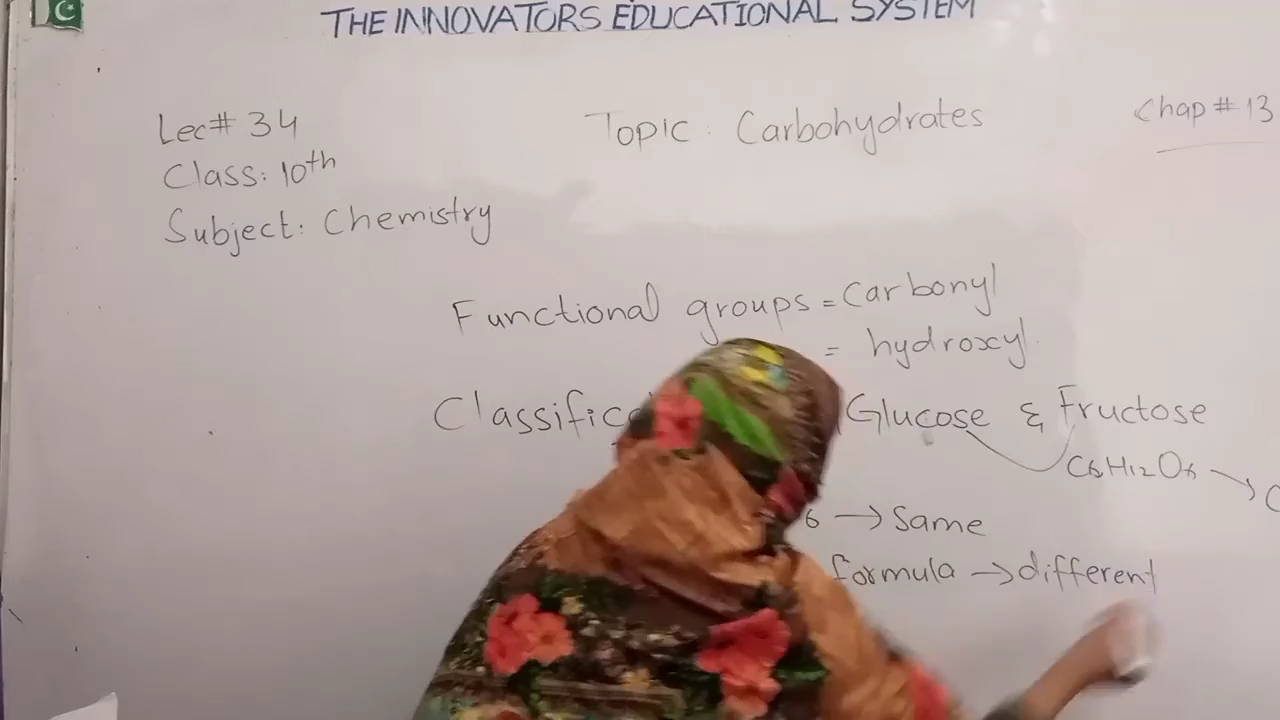 THE INNOVATORS EDUCATIONAL SYSTEM
Lec# 34
Topic: Carbohydrates
Chap # 13
Class: 10th
Subject: Chemistry
Functional groups = Carbonyl
= hydroxyl
Glucose & Fructose
C6H12O6 →
6 → Same
formula → different